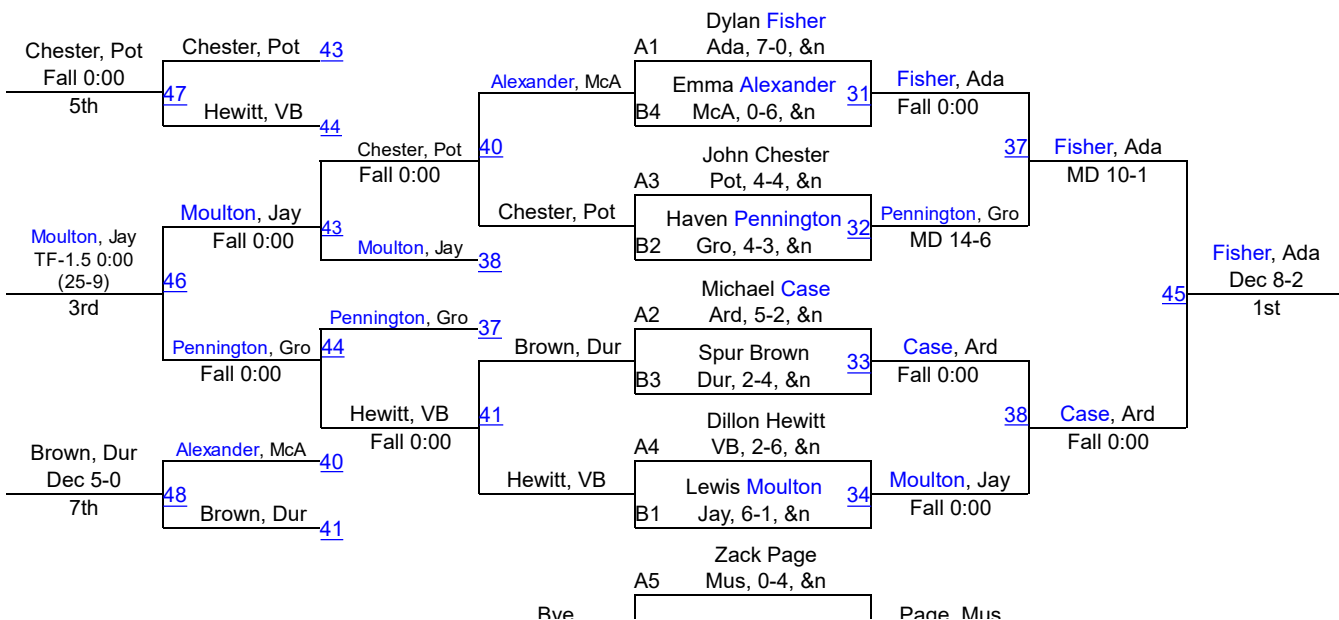 Dylan Fisher
Chester, Pot
Chester, Pot
43
A1
Ada, 7-0, &n
Fall 0:00
Alexander, McA
Emma Alexander
Fisher, Ada
47
31
5th
Hewitt, VB
B4
McA, 0-6, &n
Fall 0:00
44
Chester, Pot
40
John Chester
37
Fisher, Ada
Fall 0:00
A3
Pot, 4-4, &n
MD 10-1
Moulton, Jay
Chester, Pot
Haven Pennington
Pennington, Gro
Moulton, Jay
Fall 0:00
43
32
TF-1.5 0:00
Moulton, Jay
38
B2
Gro, 4-3, &n
MD 14-6
Fisher, Ada
(25-9)
46
Michael Case
Dec 8-2
3rd
45
1st
Pennington, Gro
37
A2
Ard, 5-2, &n
Pennington, Gro
44
Brown, Dur
Spur Brown
Case, Ard
33
Fall 0:00
B3
Dur, 2-4, &n
Fall 0:00
Hewitt, VB
41
Dillon Hewitt
38
Case, Ard
Fall 0:00
A4
VB, 2-6, &n
Fall 0:00
Brown, Dur
Alexander, McA
40
Dec 5-0
Hewitt, VB
Lewis Moulton
Moulton, Jay
48
34
7th
Brown, Dur
B1
Jay, 6-1, &n
Fall 0:00
41
Zack Page
A5
Mus, 0-4, &n
Bye
Page, Mus